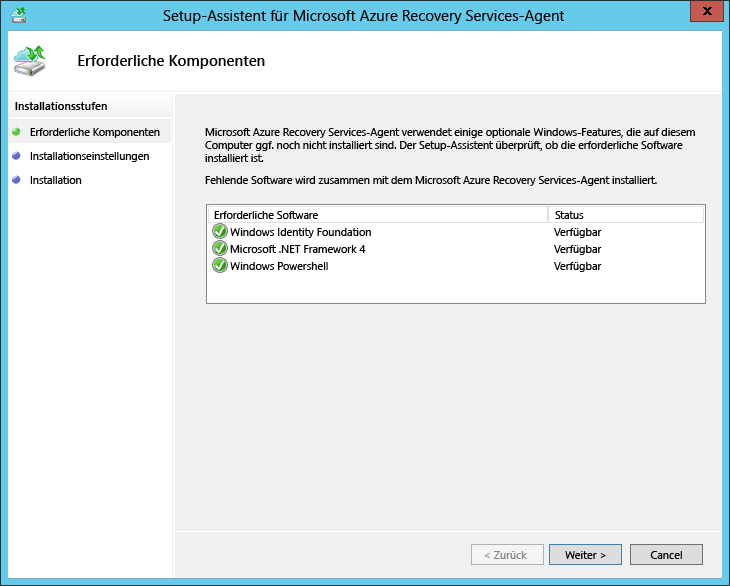 Setup-Assistent für Microsoft Azure Recovery Services-Agent
x
Erforderliche Komponenten
Installationsstufen
Erforderliche Komponenten
Installationseinstellungen
Installation
Microsoft Azure Recovery Services-Agent verwendet einige optionale Windows-Features, die auf diesem
Computer ggf. noch nicht installiert sind. Der Setup-Assistent überprüft, ob die erforderliche Software
installiert ist.
Fehlende Software wird zusammen mit dem Microsoft Azure Recovery Services-Agent installiert.
Erforderliche Software Status
Windows Identity Foundation Verfügbar
Microsoft .NET Framework 4 Verfügbar
Windows Powershell Verfügbar
< Zurück Weiter > Cancel